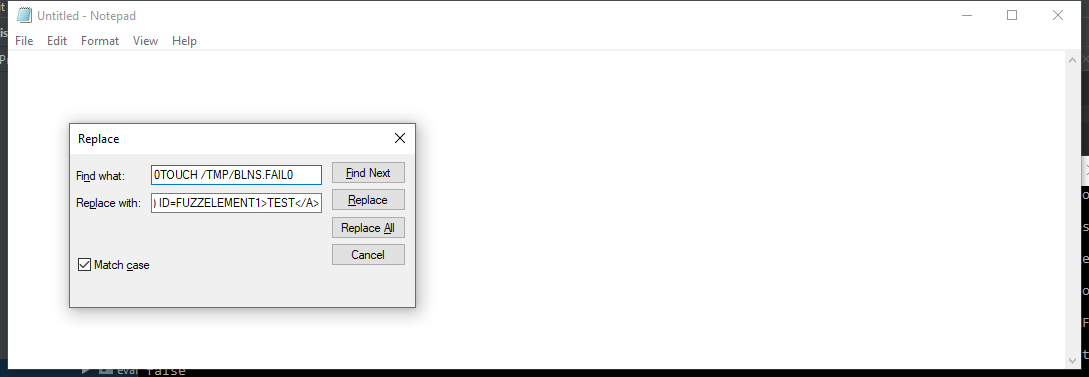 Untitled - Notepad
File Edit Format View Help
Replace
Find what: 0TOUCH /TMP/BLNS.FAIL0 Find Next
Replace with: ) ID=FUZZELEMENT1>TEST</A> Replace
Replace All
Match case Cancel
eval false